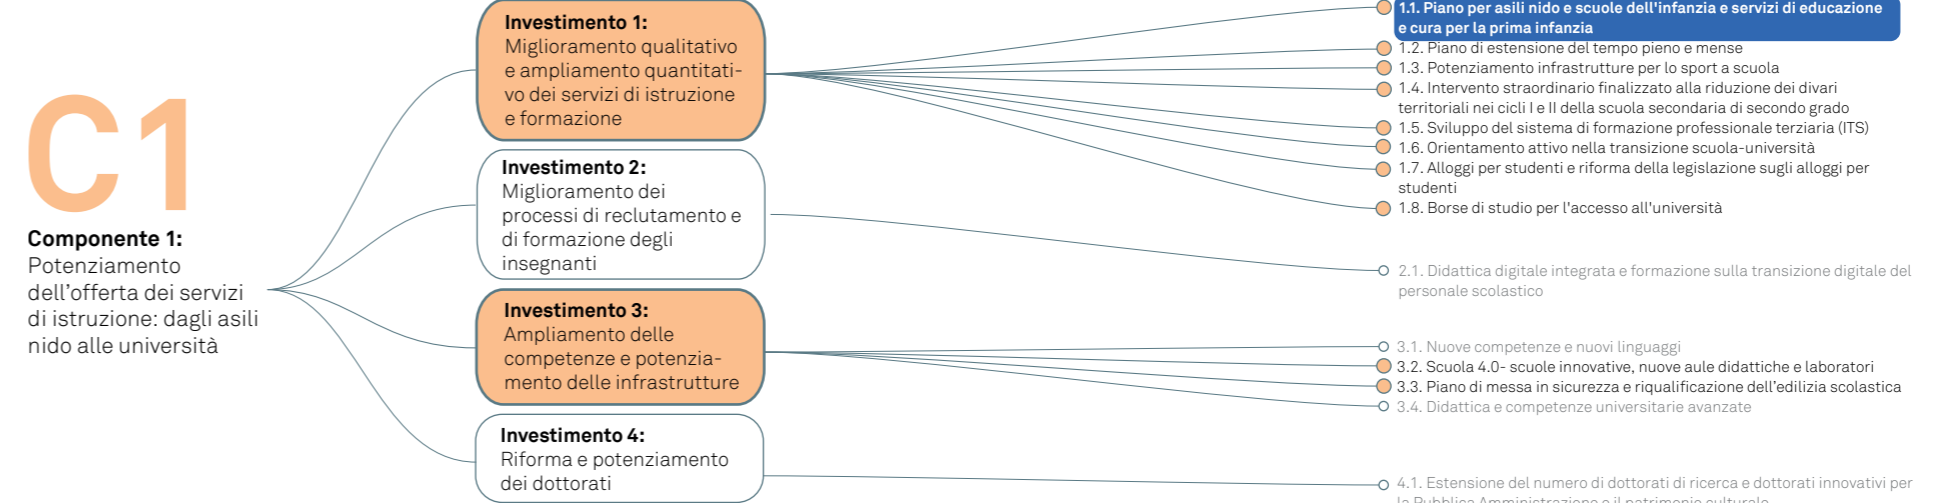 C1
Componente 1:
Potenziamento
dell'offerta dei servizi
di istruzione: dagli asili
nido alle università
Investimento 1:
Miglioramento qualitativo
e ampliamento quantitati-
vo dei servizi di istruzione
e formazione
Investimento 2:
Miglioramento dei
processi di reclutamento e
di formazione degli
insegnanti
Investimento 3:
Ampliamento delle
competenze e potenzia-
mento delle infrastrutture
Investimento 4:
Riforma e potenziamento
dei dottorati
1.1. Piano per asili nido e scuole dell'infanzia e servizi di educazione
e cura per la prima infanzia
1.2. Piano di estensione del tempo pieno e mense
1.3. Potenziamento infrastrutture per lo sport a scuola
1.4. Intervento straordinario finalizzato alla riduzione dei divari
territoriali nei cicli I e II della scuola secondaria di secondo grado
1.5. Sviluppo del sistema di formazione professionale terziaria (ITS)
1.6. Orientamento attivo nella transizione scuola-università
1.7. Alloggi per studenti e riforma della legislazione sugli alloggi per
studenti
1.8. Borse di studio per l'accesso all'università
2.1. Didattica digitale integrata e formazione sulla transizione digitale del
personale scolastico
3.1. Nuove competenze e nuovi linguaggi
3.2. Scuola 4.0- scuole innovative, nuove aule didattiche e laboratori
3.3. Piano di messa in sicurezza e riqualificazione dell'edilizia scolastica
3.4. Didattica e competenze universitarie avanzate
4.1. Estensione del numero di dottorati di ricerca e dottorati innovativi per
la Pubblica Amministrazione e il patrimonio culturale